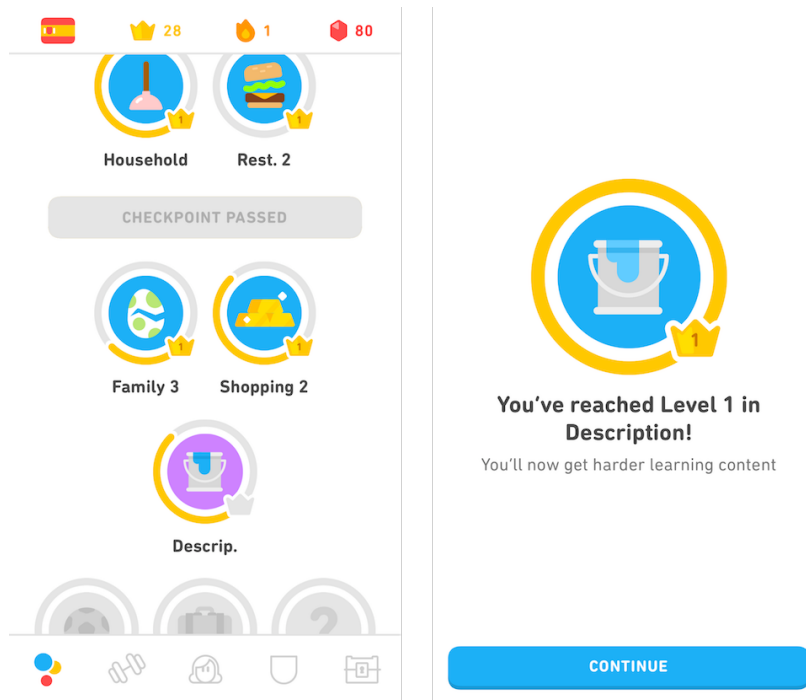 28 1 80
1 1
Household Rest. 2
CHECKPOINT PASSED
1 1
Family 3 Shopping 2
Descrip.
2
1
You've reached Level 1 in
Description!
You'll now get harder learning content
CONTINUE